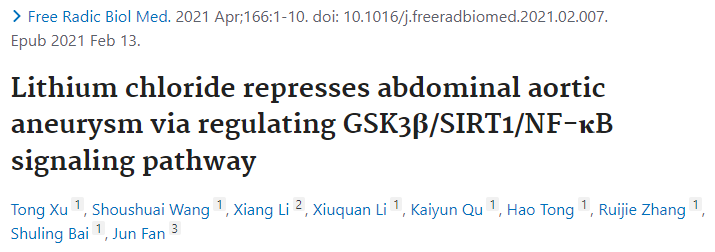 Free Radic Biol Med. 2021 Apr;166:1-10. doi: 10.1016/j.freeradbiomed.2021.02.007.
Epub 2021 Feb 13.
Lithium chloride represses abdominal aortic
aneurysm via regulating GSK3β/SIRT1/NF-κB
signaling pathway
Tong Xu 1, Shoushuai Wang 1, Xiang Li 2, Xiuquan Li 1, Kaiyun Qu 1, Hao Tong 1, Ruijie Zhang 1,
Shuling Bai 1, Jun Fan 3